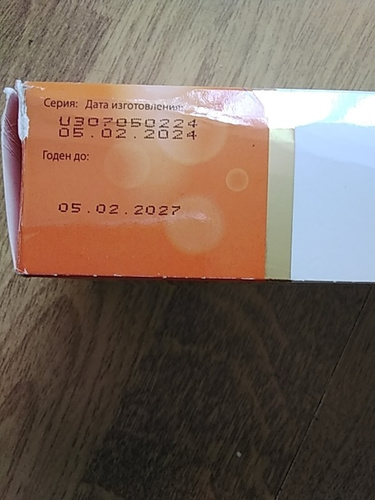 Серия: Дата изготовления:
U307050224
05.02.2024
Годен до:
05.02.2027